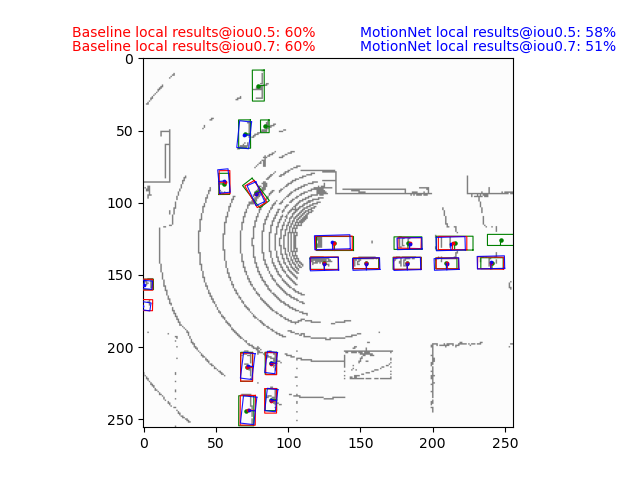 Baseline local results@iou0.5: 60% MotionNet local results@iou0.5: 58%
Baseline local results@iou0.7: 60% MotionNet local results@iou0.7: 51%
0
50
100
150
200
250
0 50 100 150 200 250